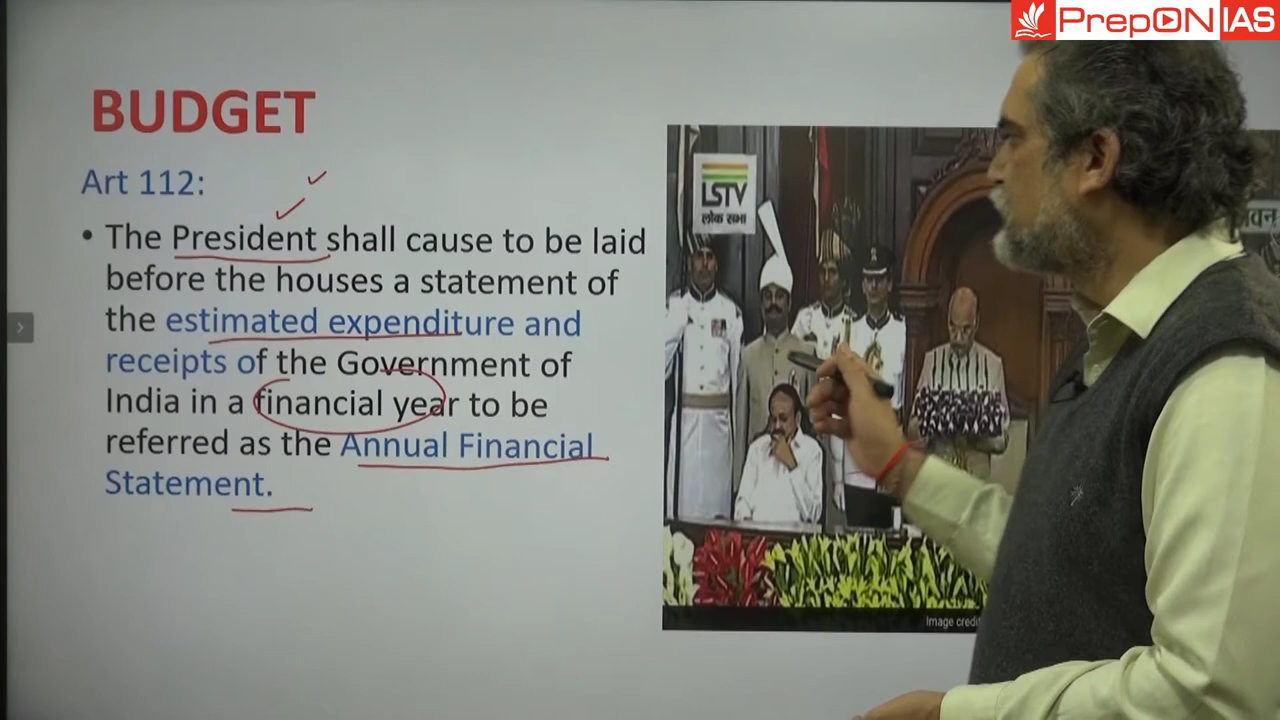 PrepON IAS
BUDGET
Art 112:
• The President shall cause to be laid
before the houses a statement of
the estimated expenditure and
receipts of the Government of
India in a financial year to be
referred as the Annual Financial
Statement.
LSTV
लोक सभा
Image credi